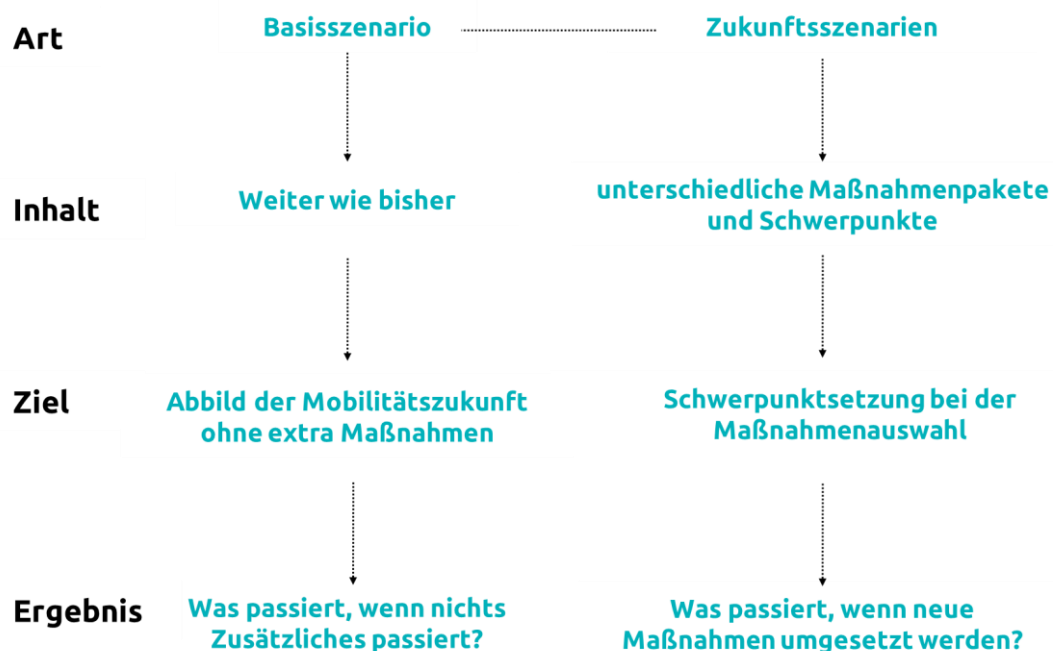 Art
Basisszenario
Zukunftsszenarien
Inhalt
Weiter wie bisher
unterschiedliche Maßnahmenpakete
und Schwerpunkte
Ziel
Abbild der Mobilitätszukunft
ohne extra Maßnahmen
Schwerpunktsetzung bei der
Maßnahmenauswahl
Ergebnis
Was passiert, wenn nichts
Zusätzliches passiert?
Was passiert, wenn neue
Maßnahmen umgesetzt werden?